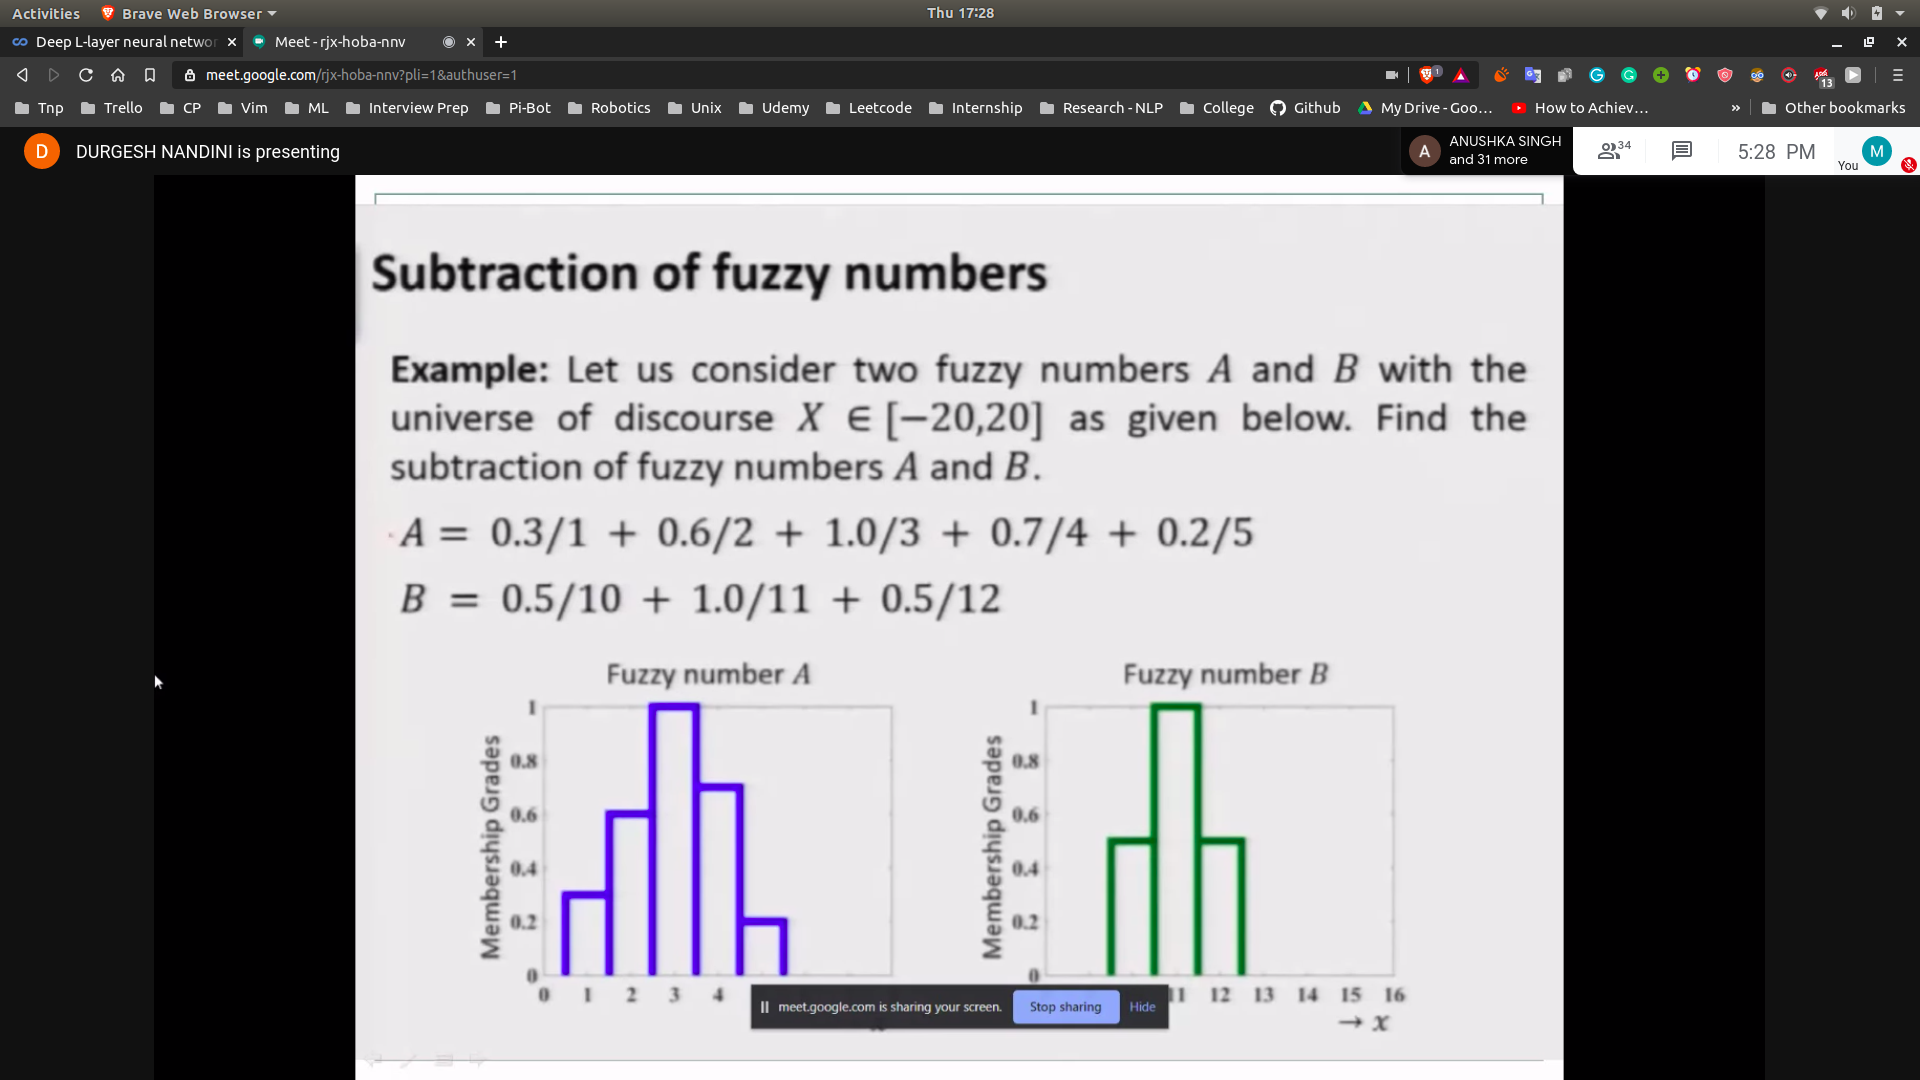 Activities Brave Web Browser Thu 17:28
Deep L-layer neural networ Meet - rjx-hoba-nnv
meet.google.com/rjx-hoba-nnv?pli=1&authuser=1 1 13
Tnp Trello CP Vim ML Interview Prep Pi-Bot Robotics Unix Udemy Leetcode Internship Research - NLP College Github My Drive - Goo… How to Achiev… » Other bookmarks
D DURGESH NANDINI is presenting
A ANUSHKA SINGH
and 31 more
34 5:28 PM You M
Subtraction of fuzzy numbers
Example: Let us consider two fuzzy numbers A and B with the
universe of discourse X ∈ [−20,20] as given below. Find the
subtraction of fuzzy numbers A and B.
A = 0.3/1 + 0.6/2 + 1.0/3 + 0.7/4 + 0.2/5
B = 0.5/10 + 1.0/11 + 0.5/12
Fuzzy number A
Membership Grades
1
0.8
0.6
0.4
0.2
0
0 1 2 3 4
Fuzzy number B
Membership Grades
1
0.8
0.6
0.4
0.2
0
11 12 13 14 15 16
→ x
meet.google.com is sharing your screen. Stop sharing Hide